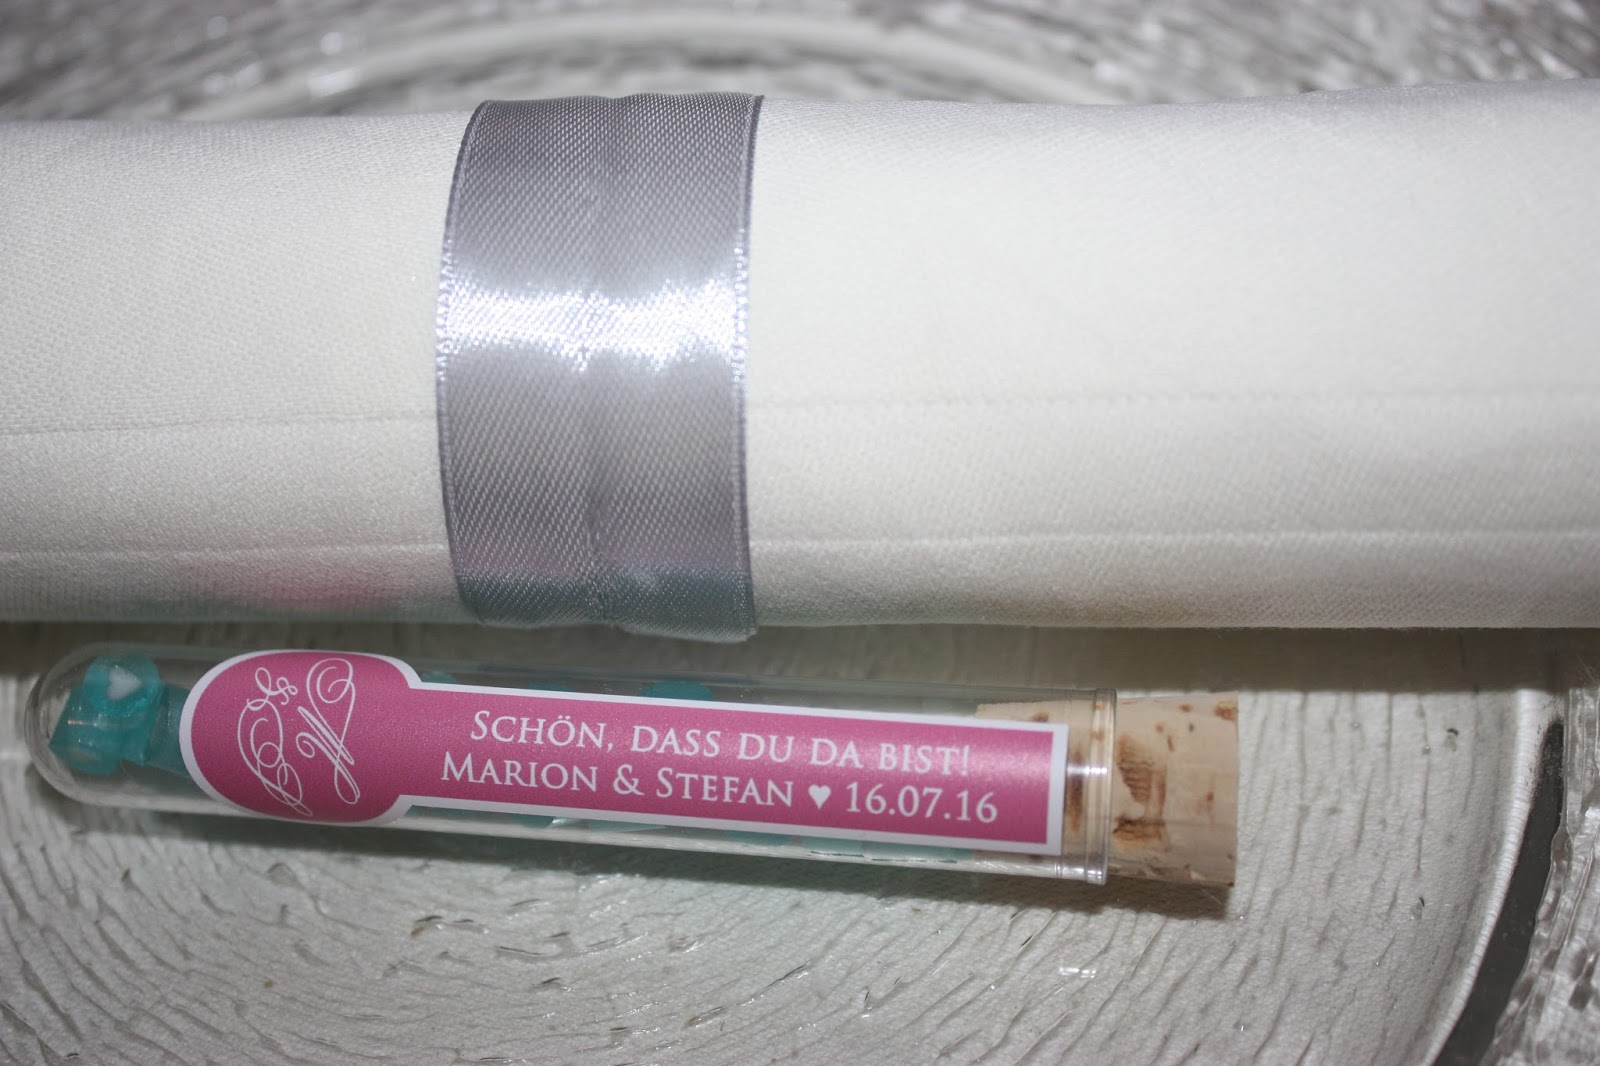 SCHÖN, DASS DU DA BIST!
MARION & STEFAN ♥ 16.07.16